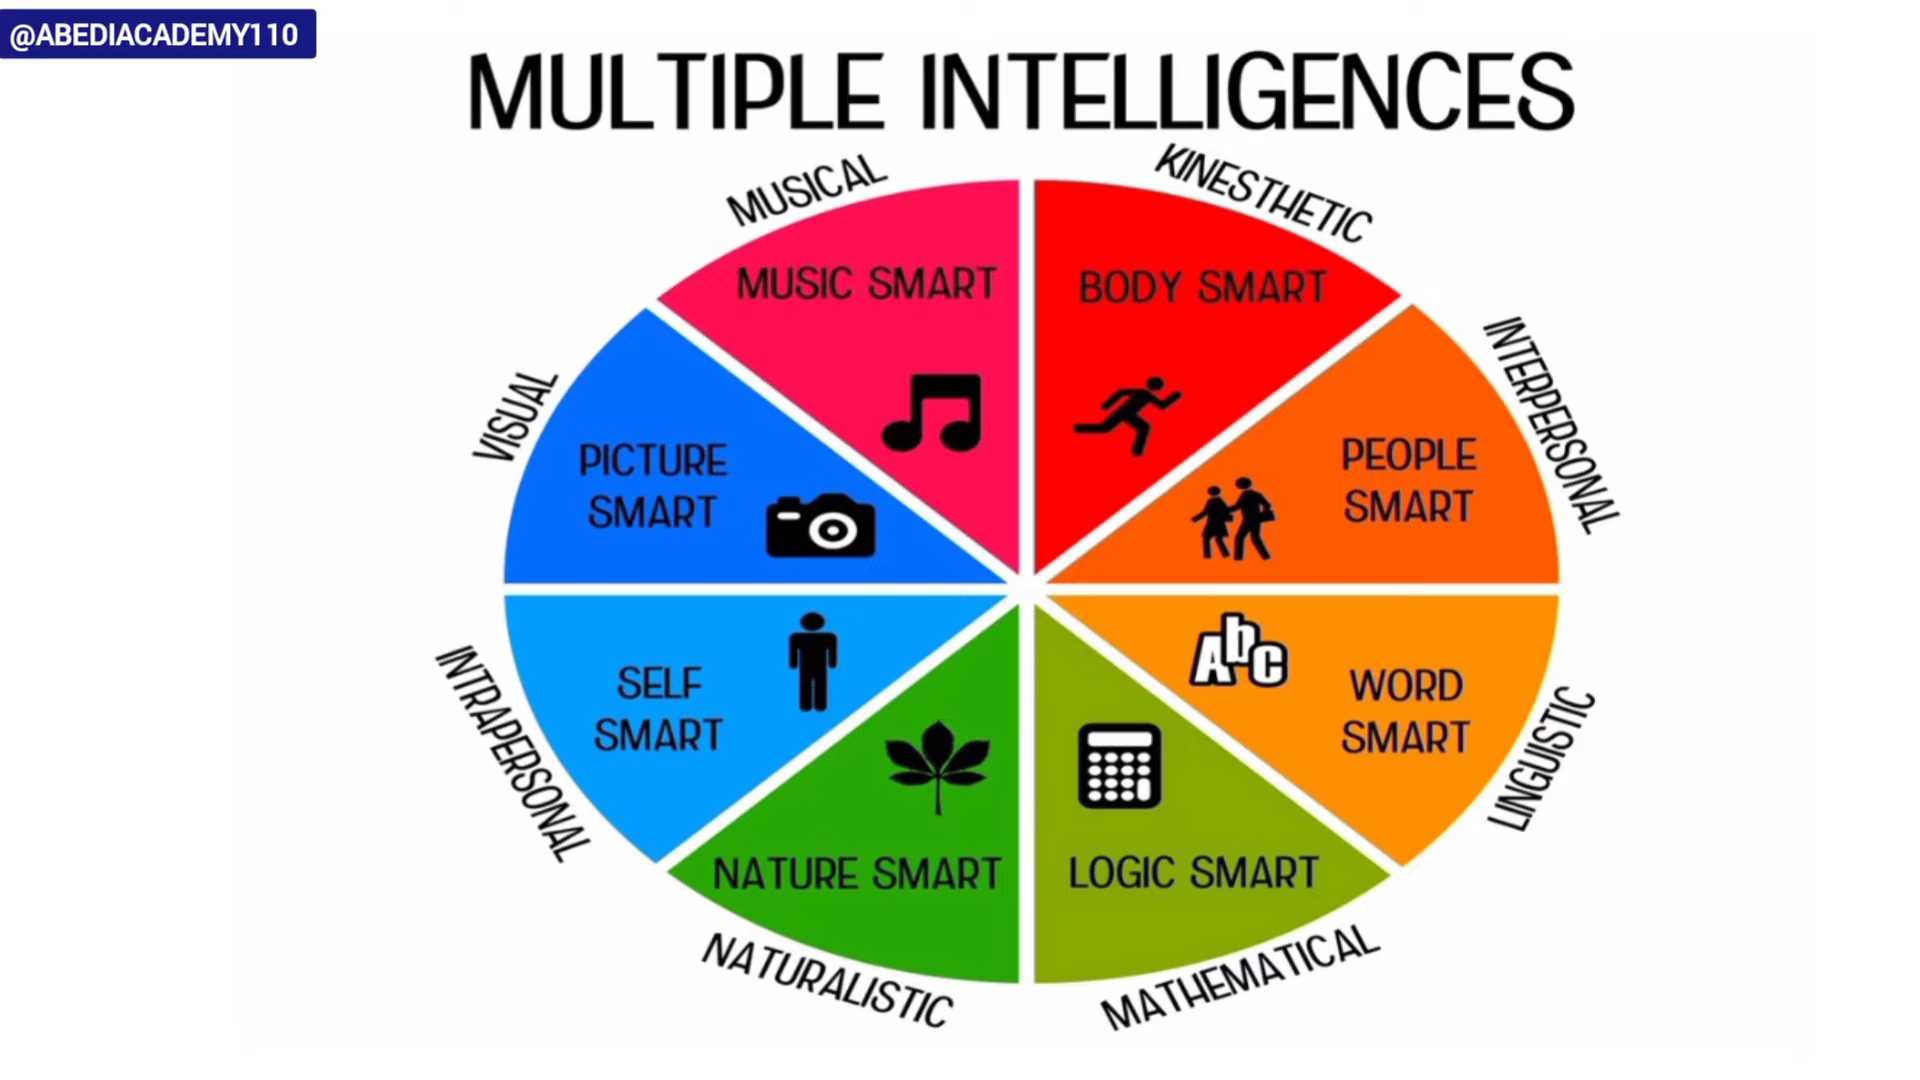 @ABEDIACADEMY110
MULTIPLE INTELLIGENCES
MUSICAL
KINESTHETIC
MUSIC SMART
BODY SMART
VISUAL
INTERPERSONAL
PICTURE
SMART
PEOPLE
SMART
Abc
INTRAPERSONAL
SELF
SMART
WORD
SMART
LINGUISTIC
NATURE SMART
LOGIC SMART
NATURALISTIC
MATHEMATICAL